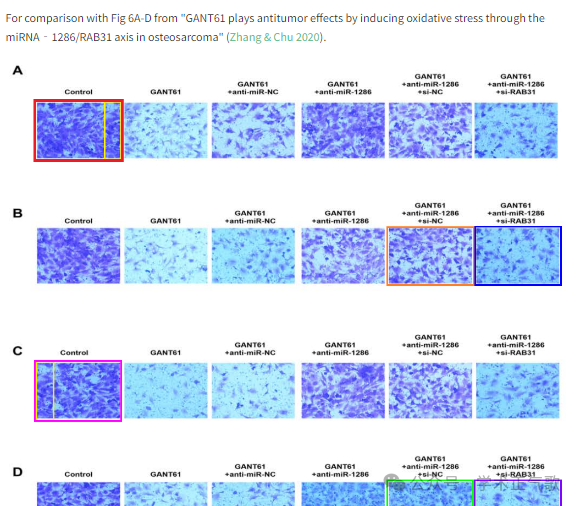 For comparison with Fig 6A-D from "GANT61 plays antitumor effects by inducing oxidative stress through the
miRNA‐1286/RAB31 axis in osteosarcoma" (Zhang & Chu 2020).
A
Control
GANT61
GANT61
+anti-miR-NC
GANT61
+anti-miR-1286
GANT61
+anti-miR-1286
+si-NC
GANT61
+anti-miR-1286
+si-RAB31
B
Control
GANT61
GANT61
+anti-miR-NC
GANT61
+anti-miR-1286
GANT61
+anti-miR-1286
+si-NC
GANT61
+anti-miR-1286
+si-RAB31
C
Control
GANT61
GANT61
+anti-miR-NC
GANT61
+anti-miR-1286
GANT61
+anti-miR-1286
+si-NC
GANT61
+anti-miR-1286
+si-RAB31
D
Control
GANT61
GANT61
+anti-miR-NC
GANT61
+anti-miR-1286
GANT61
+anti-miR-1286
+si-NC
GANT61
+anti-miR-1286
+si-RAB31